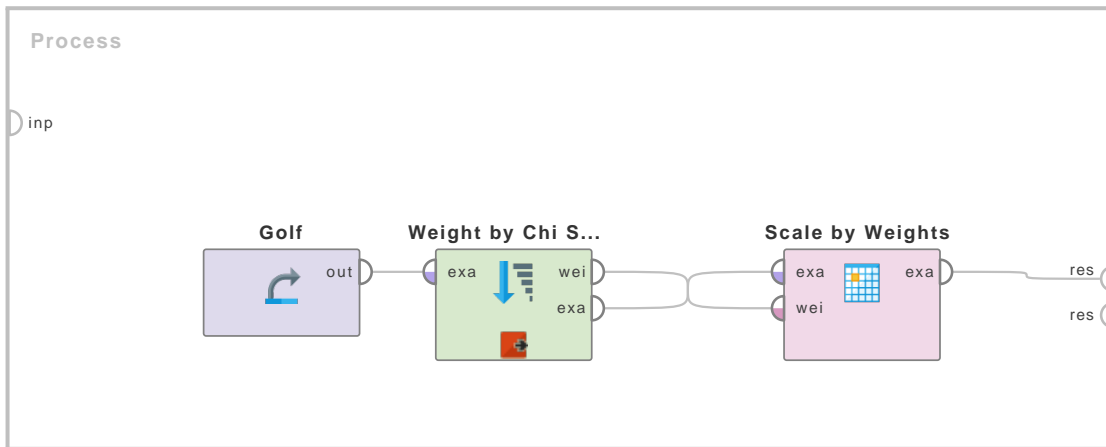 Process
inp
Golf
Weight by Chi S...
Scale by Weights
out
exa
wei
exa
exa
wei
exa
res
res